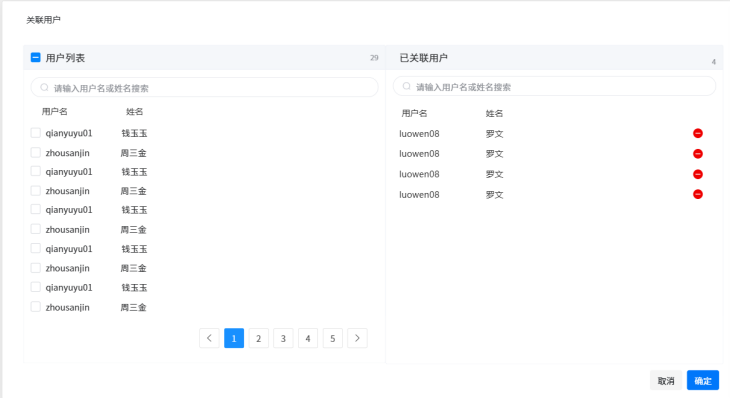 关联用户
用户列表 29
请输入用户名或姓名搜索
用户名 姓名
qianyuyu01 钱玉玉
zhousanjin 周三金
qianyuyu01 钱玉玉
zhousanjin 周三金
qianyuyu01 钱玉玉
zhousanjin 周三金
qianyuyu01 钱玉玉
zhousanjin 周三金
qianyuyu01 钱玉玉
zhousanjin 周三金
1 2 3 4 5
已关联用户 4
请输入用户名或姓名搜索
用户名 姓名
luowen08 罗文
luowen08 罗文
luowen08 罗文
luowen08 罗文
取消 确定